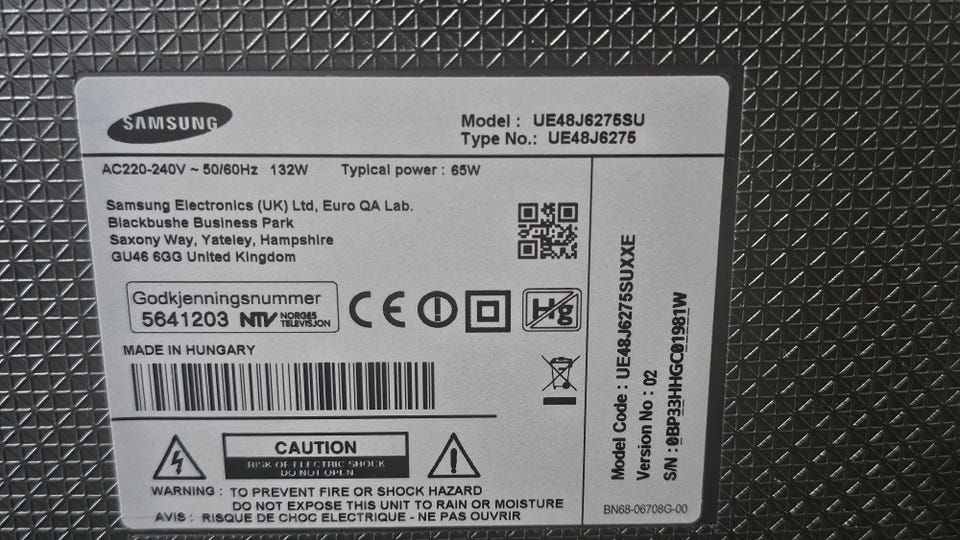 SAMSUNG
Model : UE48J6275SU
Type No.: UE48J6275
AC220-240V ~ 50/60Hz 132W Typical power : 65W
Samsung Electronics (UK) Ltd, Euro QA Lab.
Blackbushe Business Park
Saxony Way, Yateley, Hampshire
GU46 6GG United Kingdom
Godkjenningsnummer
5641203 NTV NORGES TELEVISJON
CE
Hg
MADE IN HUNGARY
CAUTION
RISK OF ELECTRIC SHOCK
DO NOT OPEN
WARNING : TO PREVENT FIRE OR SHOCK HAZARD
DO NOT EXPOSE THIS UNIT TO RAIN OR MOISTURE
AVIS : RISQUE DE CHOC ELECTRIQUE - NE PAS OUVRIR
Model Code : UE48J6275SUXXE
Version No : 02
S/N : 0BP33HHGC01981W
BN68-06708G-00